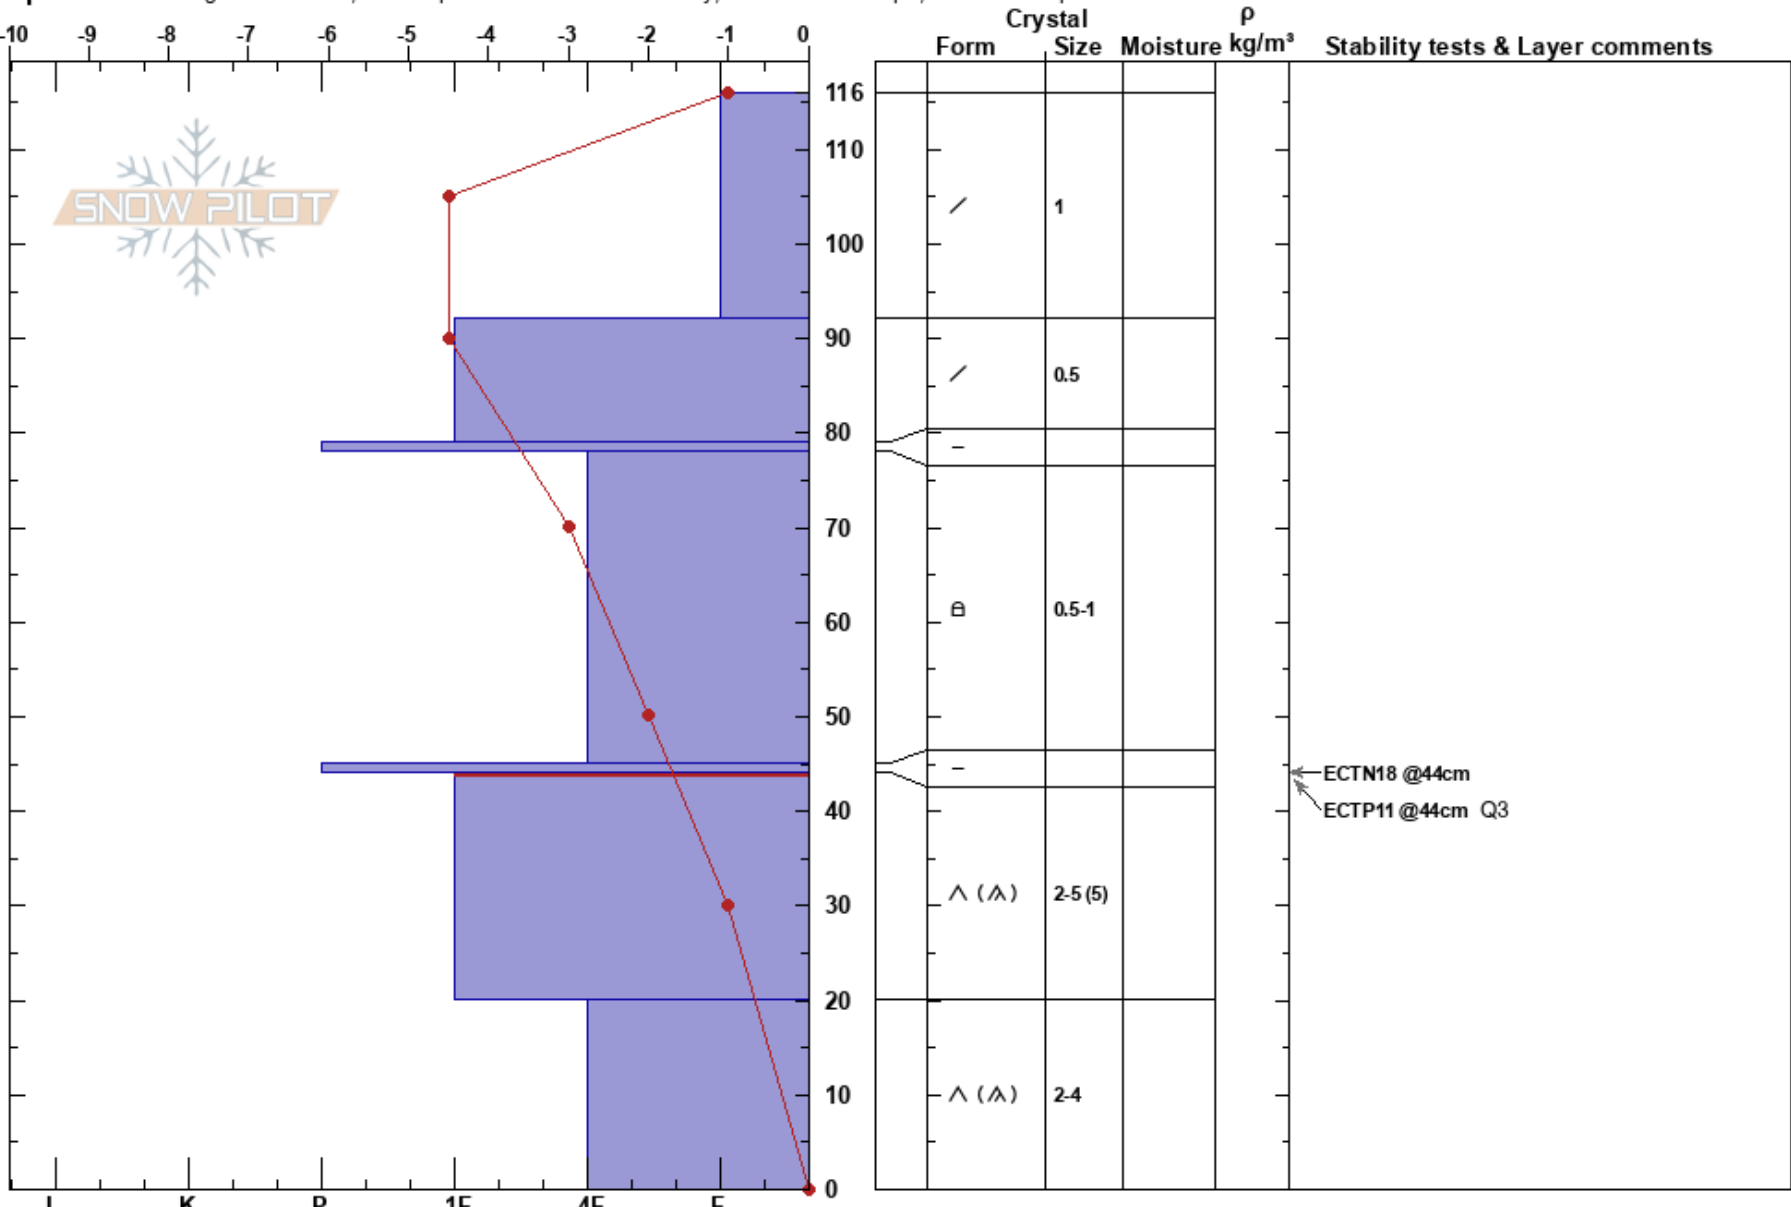 Crystal ρ
-10 -9 -8 -7 -6 -5 -4 -3 -2 -1 0 Form Size Moisture kg/m³ Stability tests & Layer comments
116
110
SNOW PILOT
1
100
90
0.5
80
70
0.5-1
60
50
ECTN18 @44cm
40 ECTP11 @44cm Q3
2-5 (5)
30
20
10 2-4
0
I K P 1F 4F F